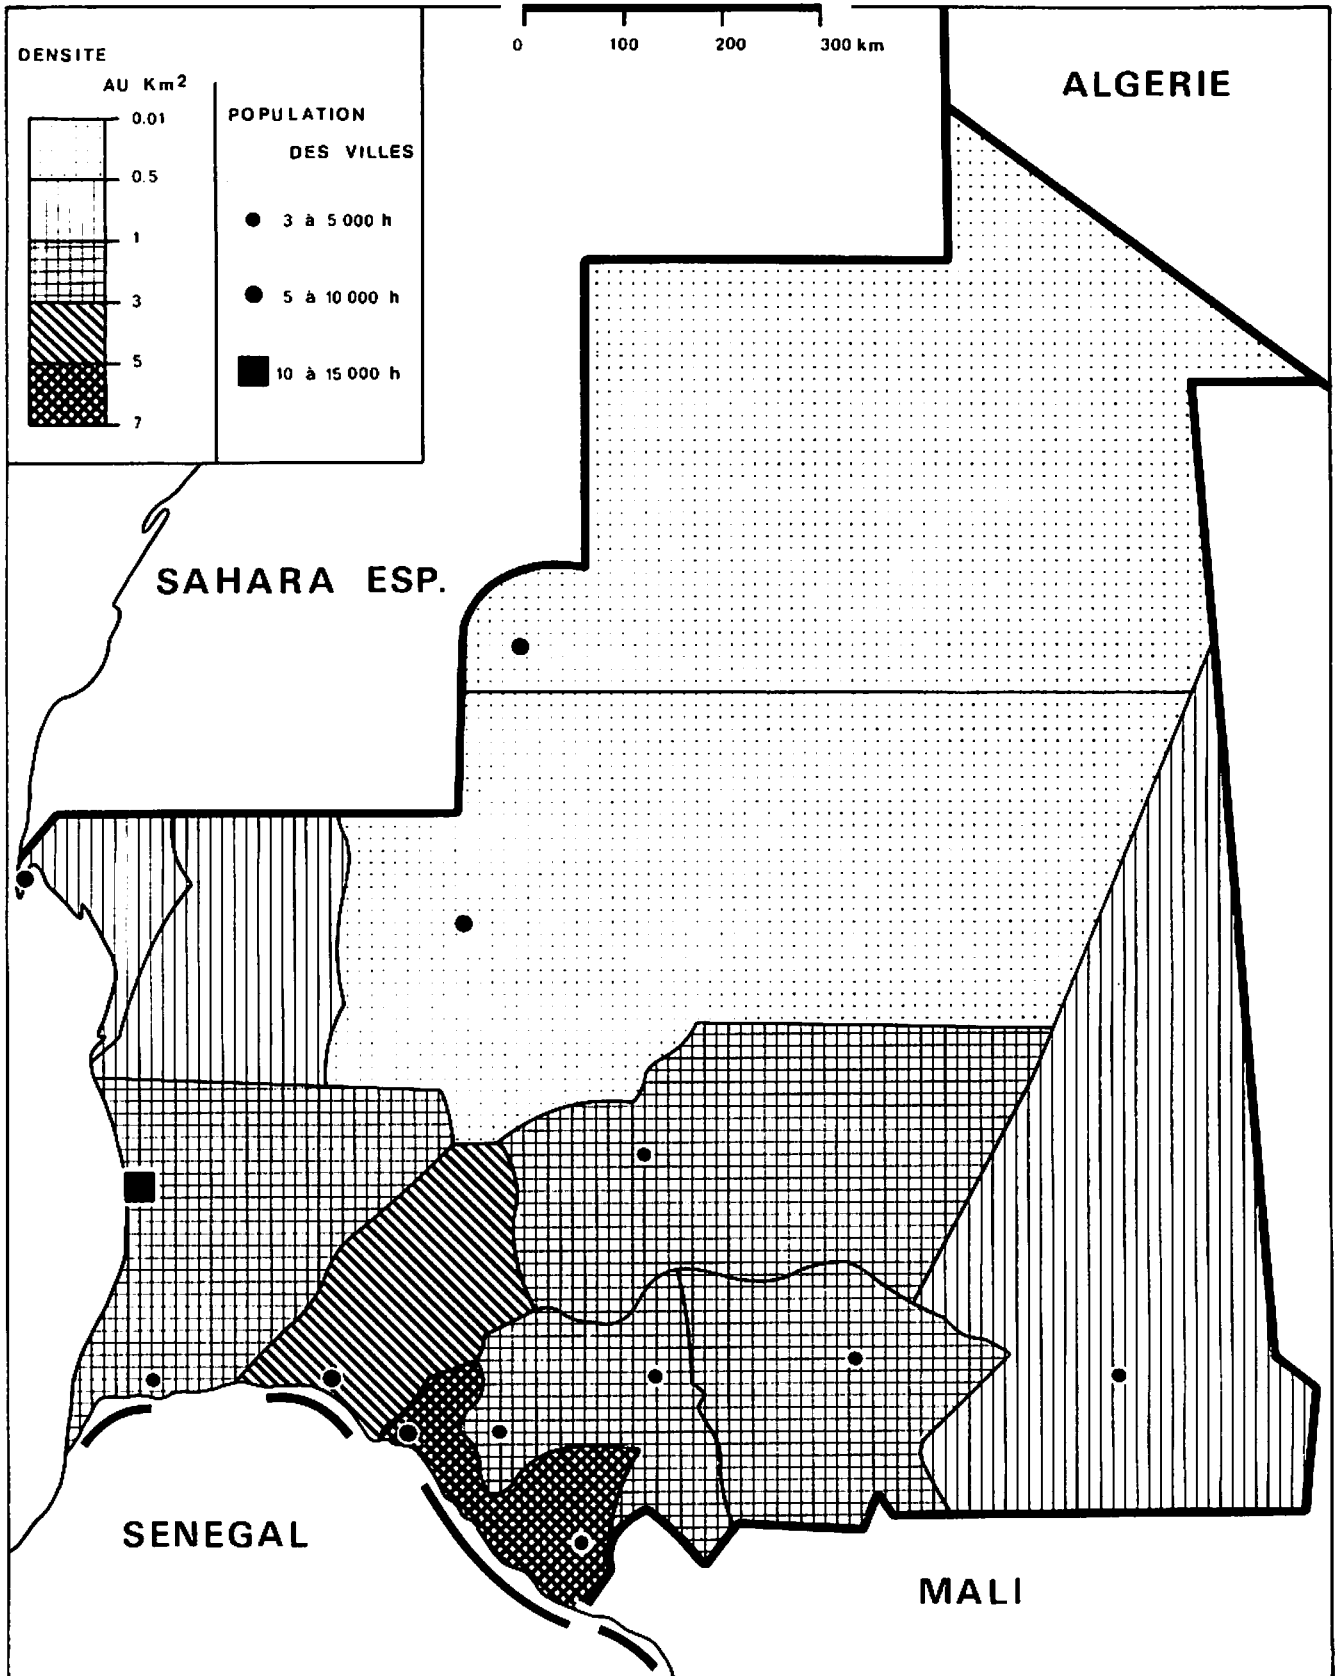 DENSITE
AU Km2
0.01
0.5
1
3
5
7
POPULATION
DES VILLES
3 à 5 000 h
5 à 10 000 h
10 à 15 000 h
0 100 200 300 km
ALGERIE
SAHARA ESP.
SENEGAL
MALI